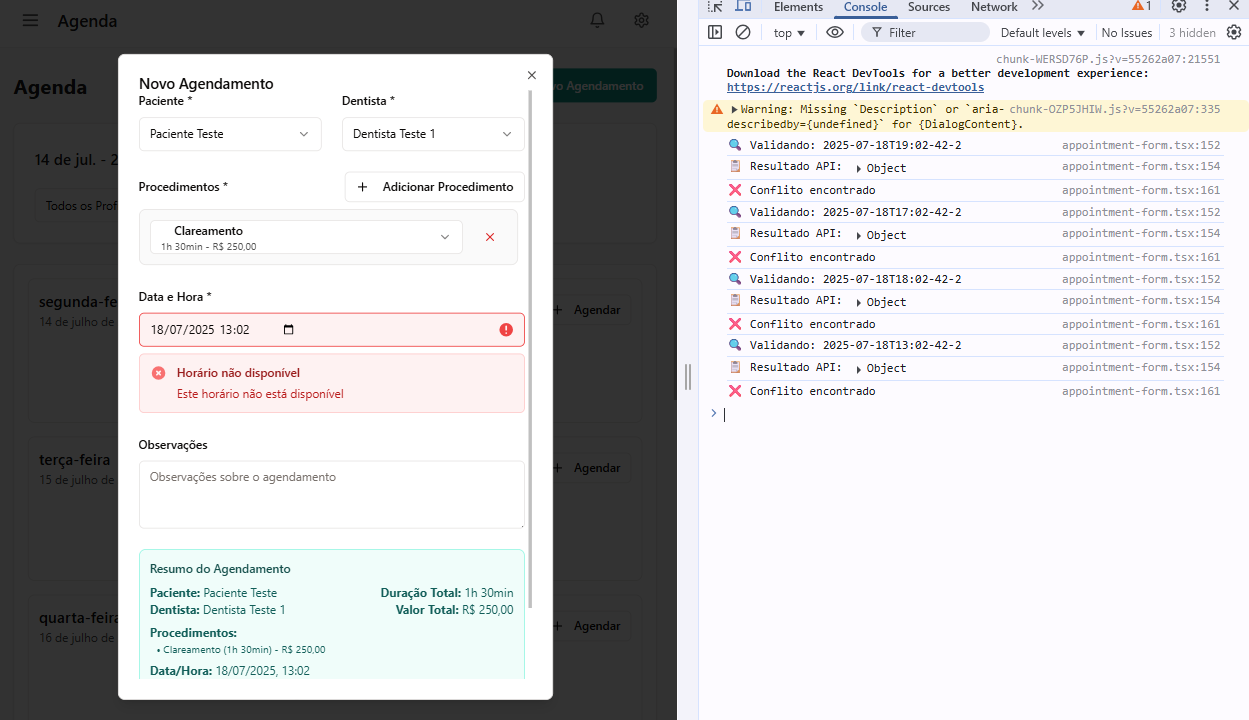 Agenda
Agenda
vo Agendamento
14 de jul. - 2
Todos os Prof
segunda-fe
14 de julho de
+ Agendar
terça-feira
15 de julho de
+ Agendar
quarta-feira
16 de julho de
+ Agendar
Novo Agendamento
Paciente *
Dentista *
Paciente Teste
Dentista Teste 1
Procedimentos *
+ Adicionar Procedimento
Clareamento
1h 30min - R$ 250,00
Data e Hora *
18/07/2025 13:02
Horário não disponível
Este horário não está disponível
Observações
Observações sobre o agendamento
Resumo do Agendamento
Paciente: Paciente Teste
Duração Total: 1h 30min
Dentista: Dentista Teste 1
Valor Total: R$ 250,00
Procedimentos:
• Clareamento (1h 30min) - R$ 250,00
Data/Hora: 18/07/2025, 13:02
Elements Console Sources Network 1
top Filter Default levels No Issues 3 hidden
chunk-WERSD76P.js?v=55262a07:21551
Download the React DevTools for a better development experience:
https://reactjs.org/link/react-devtools
Warning: Missing `Description` or `aria- chunk-OZP5JHIW.js?v=55262a07:335
describedby={undefined}` for {DialogContent}.
Validando: 2025-07-18T19:02-42-2 appointment-form.tsx:152
Resultado API: Object appointment-form.tsx:154
Conflito encontrado appointment-form.tsx:161
Validando: 2025-07-18T17:02-42-2 appointment-form.tsx:152
Resultado API: Object appointment-form.tsx:154
Conflito encontrado appointment-form.tsx:161
Validando: 2025-07-18T18:02-42-2 appointment-form.tsx:152
Resultado API: Object appointment-form.tsx:154
Conflito encontrado appointment-form.tsx:161
Validando: 2025-07-18T13:02-42-2 appointment-form.tsx:152
Resultado API: Object appointment-form.tsx:154
Conflito encontrado appointment-form.tsx:161